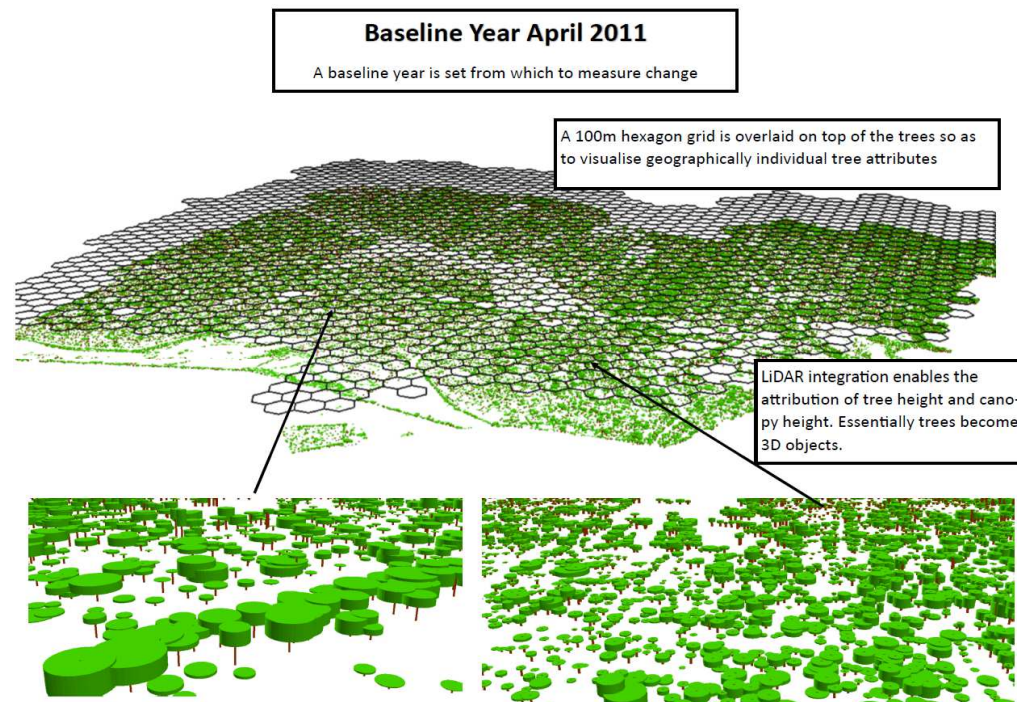 Baseline Year April 2011
A baseline year is set from which to measure change
A 100m hexagon grid is overlaid on top of the trees so as
to visualise geographically individual tree attributes
LiDAR integration enables the
attribution of tree height and cano-
py height. Essentially trees become
3D objects.